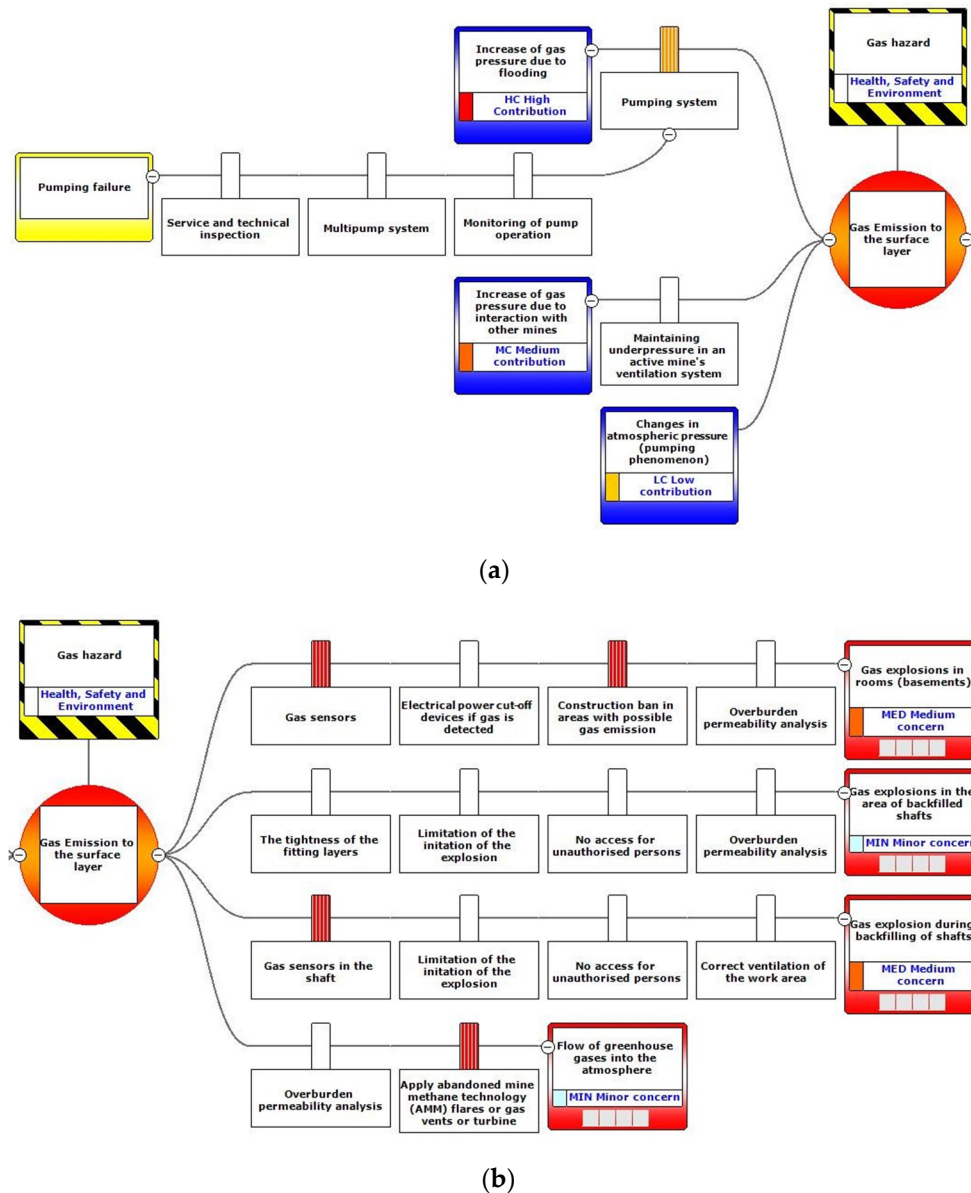 Increase of gas
pressure due to
flooding
HC High
Contribution
Pumping system
Gas hazard
Health, Safety and
Environment
Pumping failure
Service and technical
inspection
Multipump system
Monitoring of pump
operation
Gas Emission to
the surface
layer
Increase of gas
pressure due to
interaction with
other mines
MC Medium
contribution
Maintaining
underpressure in an
active mine's
ventilation system
Changes in
atmospheric pressure
(pumping
phenomenon)
LC Low
contribution
(a)
Gas hazard
Health, Safety and
Environment
Gas Emission to
the surface
layer
Gas sensors
Electrical power cut-off
devices if gas is
detected
Construction ban in
areas with possible
gas emission
Overburden
permeability analysis
Gas explosions in
rooms (basements)
MED Medium
concern
The tightness of the
fitting layers
Limitation of the
initation of the
explosion
No access for
unauthorised persons
Overburden
permeability analysis
Gas explosions in the
area of backfilled
shafts
MIN Minor concern
Gas sensors in the
shaft
Limitation of the
initation of the
explosion
No access for
unauthorised persons
Correct ventilation of
the work area
Gas explosion during
backfilling of shafts
MED Medium
concern
Overburden
permeability analysis
Apply abandoned mine
methane technology
(AMM) flares or gas
vents or turbine
Flow of greenhouse
gases into the
atmosphere
MIN Minor concern
(b)